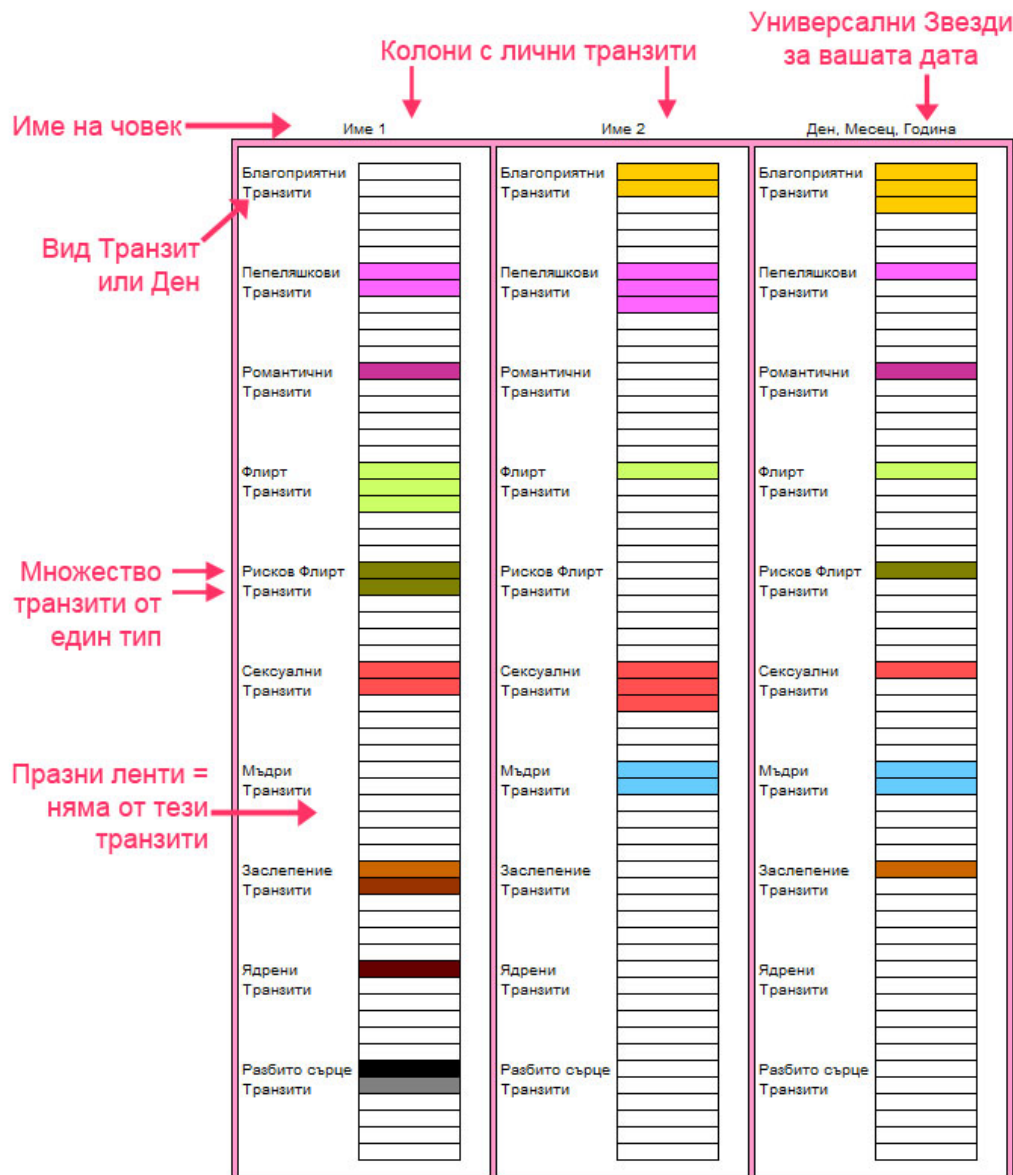 Универсални Звезди
за вашата дата
Колони с лични транзити
Име на човек
Име 1
Име 2
Ден, Месец, Година
Вид Транзит
или Ден
Множество
транзити от
един тип
Празни ленти =
няма от тези
транзити
Благоприятни
Транзити
Пепеляшкови
Транзити
Романтични
Транзити
Флирт
Транзити
Рисков Флирт
Транзити
Сексуални
Транзити
Мъдри
Транзити
Заслепение
Транзити
Ядрени
Транзити
Разбито сърце
Транзити
Благоприятни
Транзити
Пепеляшкови
Транзити
Романтични
Транзити
Флирт
Транзити
Рисков Флирт
Транзити
Сексуални
Транзити
Мъдри
Транзити
Заслепение
Транзити
Ядрени
Транзити
Разбито сърце
Транзити
Благоприятни
Транзити
Пепеляшкови
Транзити
Романтични
Транзити
Флирт
Транзити
Рисков Флирт
Транзити
Сексуални
Транзити
Мъдри
Транзити
Заслепение
Транзити
Ядрени
Транзити
Разбито сърце
Транзити